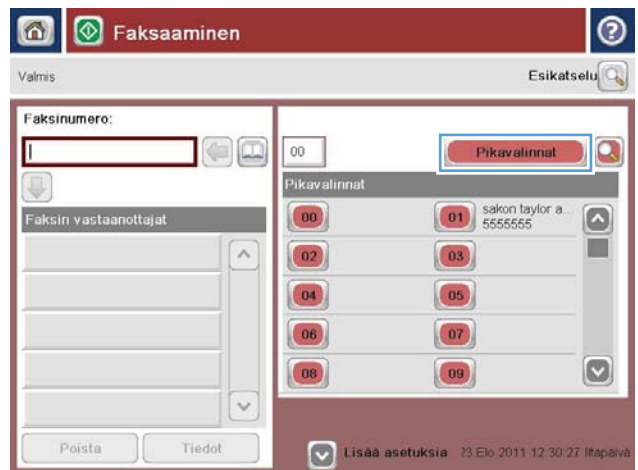 Faksaaminen
Valmis
Esikatselu
Faksinumero:
00
Pikavalinnat
Pikavalinnat
Faksin vastaanottajat
00
01 sakon taylor a...
5555555
02
03
04
05
06
07
08
09
Poista
Tiedot
Lisää asetuksia 23 Elo 2011 12:30:27 Iltapäivä